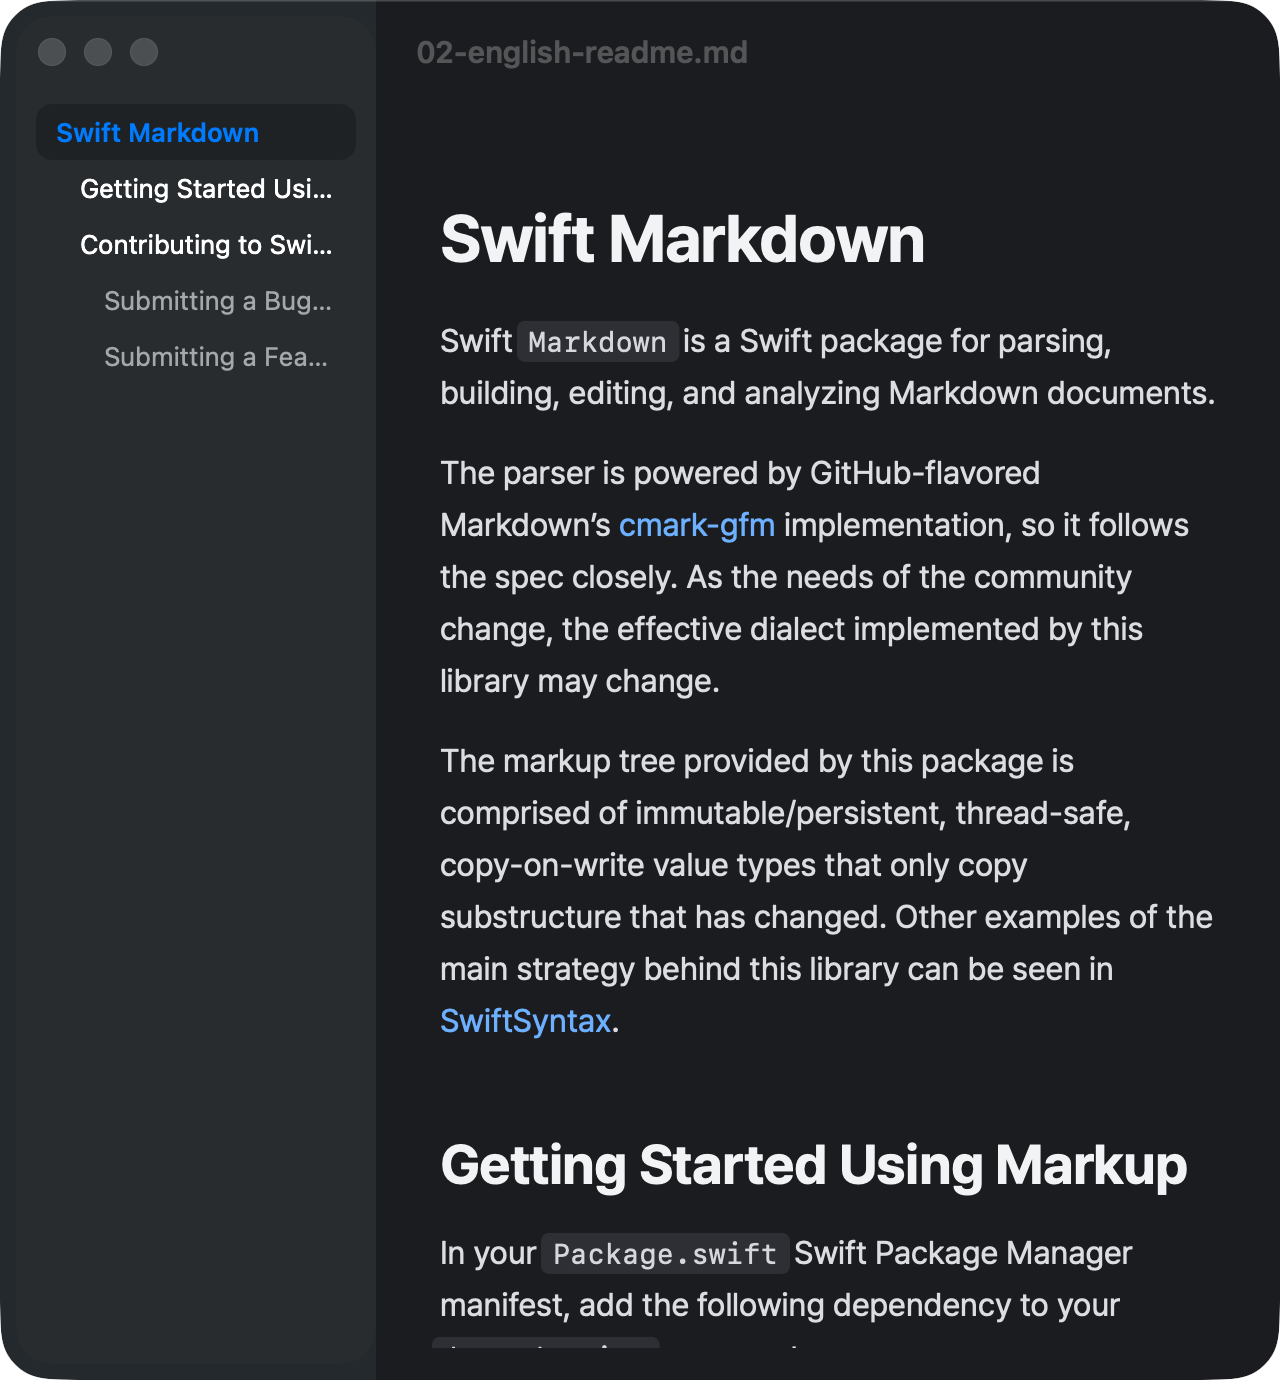 02-english-readme.md
Swift Markdown
Getting Started Usi...
Contributing to Swi...
Submitting a Bug...
Submitting a Fea...
Swift Markdown
Swift Markdown is a Swift package for parsing,
building, editing, and analyzing Markdown documents.
The parser is powered by GitHub-flavored
Markdown’s cmark-gfm implementation, so it follows
the spec closely. As the needs of the community
change, the effective dialect implemented by this
library may change.
The markup tree provided by this package is
comprised of immutable/persistent, thread-safe,
copy-on-write value types that only copy
substructure that has changed. Other examples of the
main strategy behind this library can be seen in
SwiftSyntax.
Getting Started Using Markup
In your Package.swift Swift Package Manager
manifest, add the following dependency to your